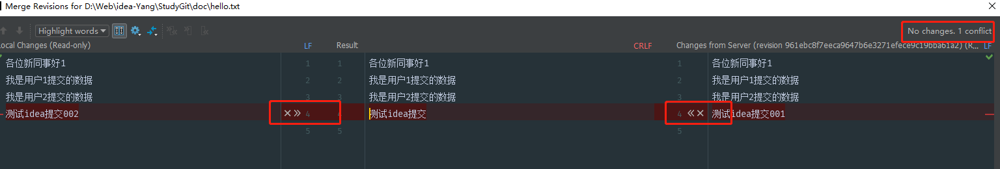 Merge Revisions for D:\Web\idea-Yang\StudyGit\doc\hello.txt
Highlight words
No changes. 1 conflict
Local Changes (Read-only) LF Result CRLF Changes from Server (revision 961ebc8f7eeca9647b6e3271efece9c19bba61a2) (R... LF
各位新同事好1 1 1 各位新同事好1 1 各位新同事好1
我是用户1提交的数据 2 2 我是用户1提交的数据 2 我是用户1提交的数据
我是用户2提交的数据 3 3 我是用户2提交的数据 3 我是用户2提交的数据
测试idea提交002 4 4 测试idea提交 4 测试idea提交001
5 5 5